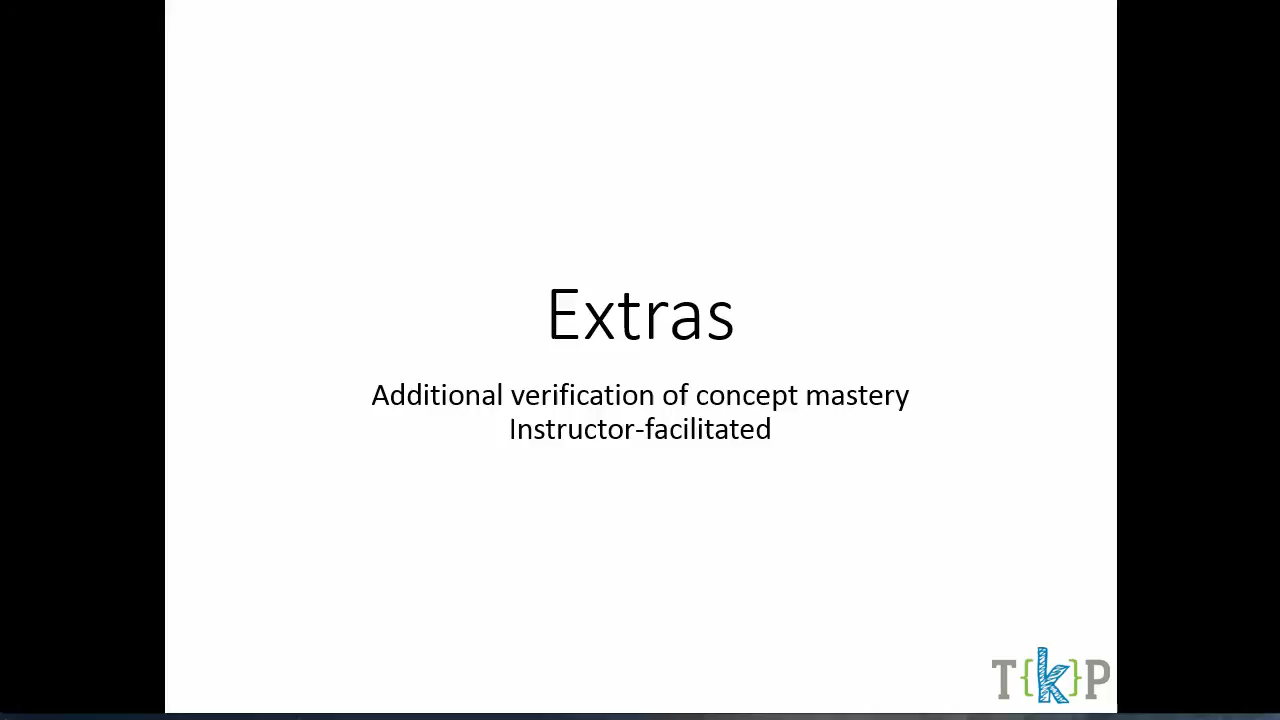 Extras
Additional verification of concept mastery
Instructor-facilitated
T{k}P